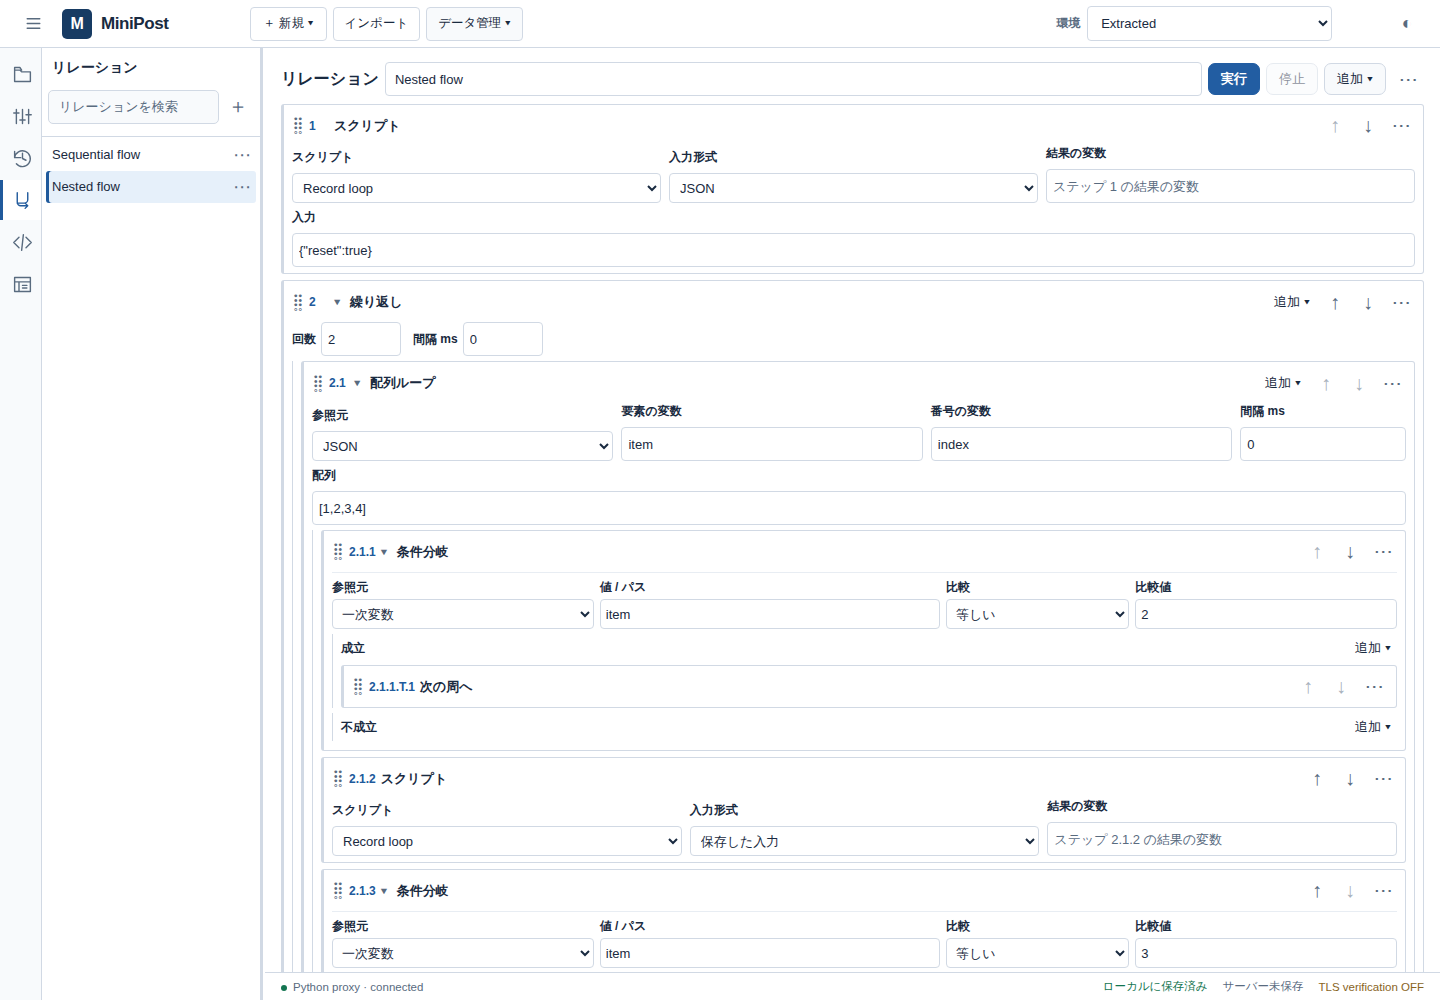 M MiniPost
＋ 新規 ▾ インポート データ管理 ▾ 環境 Extracted
リレーション
リレーションを検索 ＋
Sequential flow ···
Nested flow ···
リレーション Nested flow 実行 停止 追加 ▾ ···
1 スクリプト ↑ ↓ ···
スクリプト 入力形式 結果の変数
Record loop JSON ステップ 1 の結果の変数
入力
{"reset":true}
2 ▾ 繰り返し 追加 ▾ ↑ ↓ ···
回数 2 間隔 ms 0
2.1 ▾ 配列ループ 追加 ▾ ↑ ↓ ···
参照元 要素の変数 番号の変数 間隔 ms
JSON item index 0
配列
[1,2,3,4]
2.1.1 ▾ 条件分岐 ↑ ↓ ···
参照元 値 / パス 比較 比較値
一次変数 item 等しい 2
成立 追加 ▾
2.1.1.T.1 次の周へ ↑ ↓ ···
不成立 追加 ▾
2.1.2 スクリプト ↑ ↓ ···
スクリプト 入力形式 結果の変数
Record loop 保存した入力 ステップ 2.1.2 の結果の変数
2.1.3 ▾ 条件分岐 ↑ ↓ ···
参照元 値 / パス 比較 比較値
一次変数 item 等しい 3
Python proxy · connected ローカルに保存済み サーバー未保存 TLS verification OFF